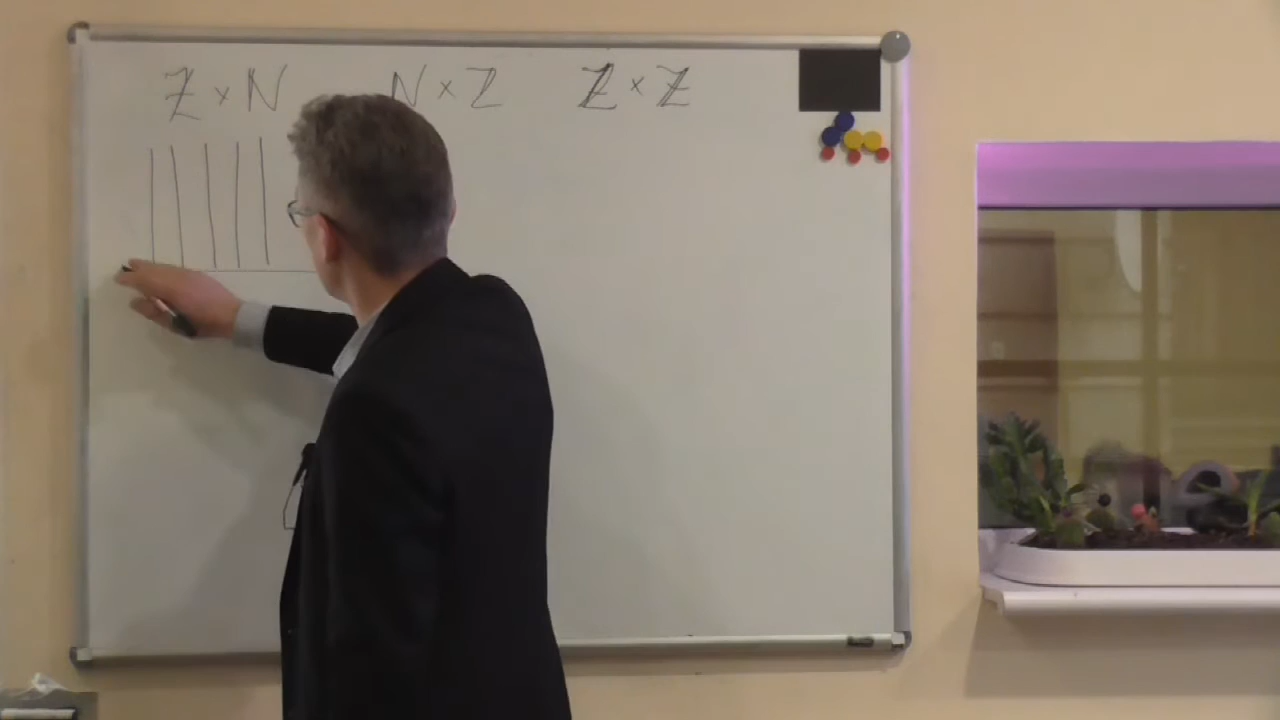 ℤ × ℕ ℕ × ℤ ℤ × ℤ